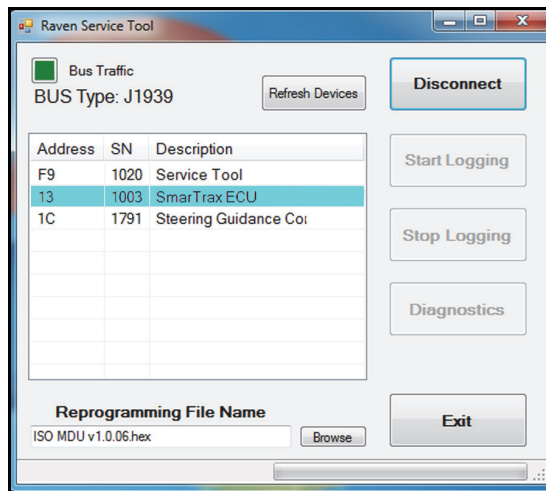 Raven Service Tool
Bus Traffic
BUS Type: J1939
Refresh Devices
Disconnect
Address SN Description
F9 1020 Service Tool
13 1003 SmarTrax ECU
1C 1791 Steering Guidance Cou
Start Logging
Stop Logging
Diagnostics
Reprogramming File Name
ISO MDU v1.0.06.hex
Browse
Exit